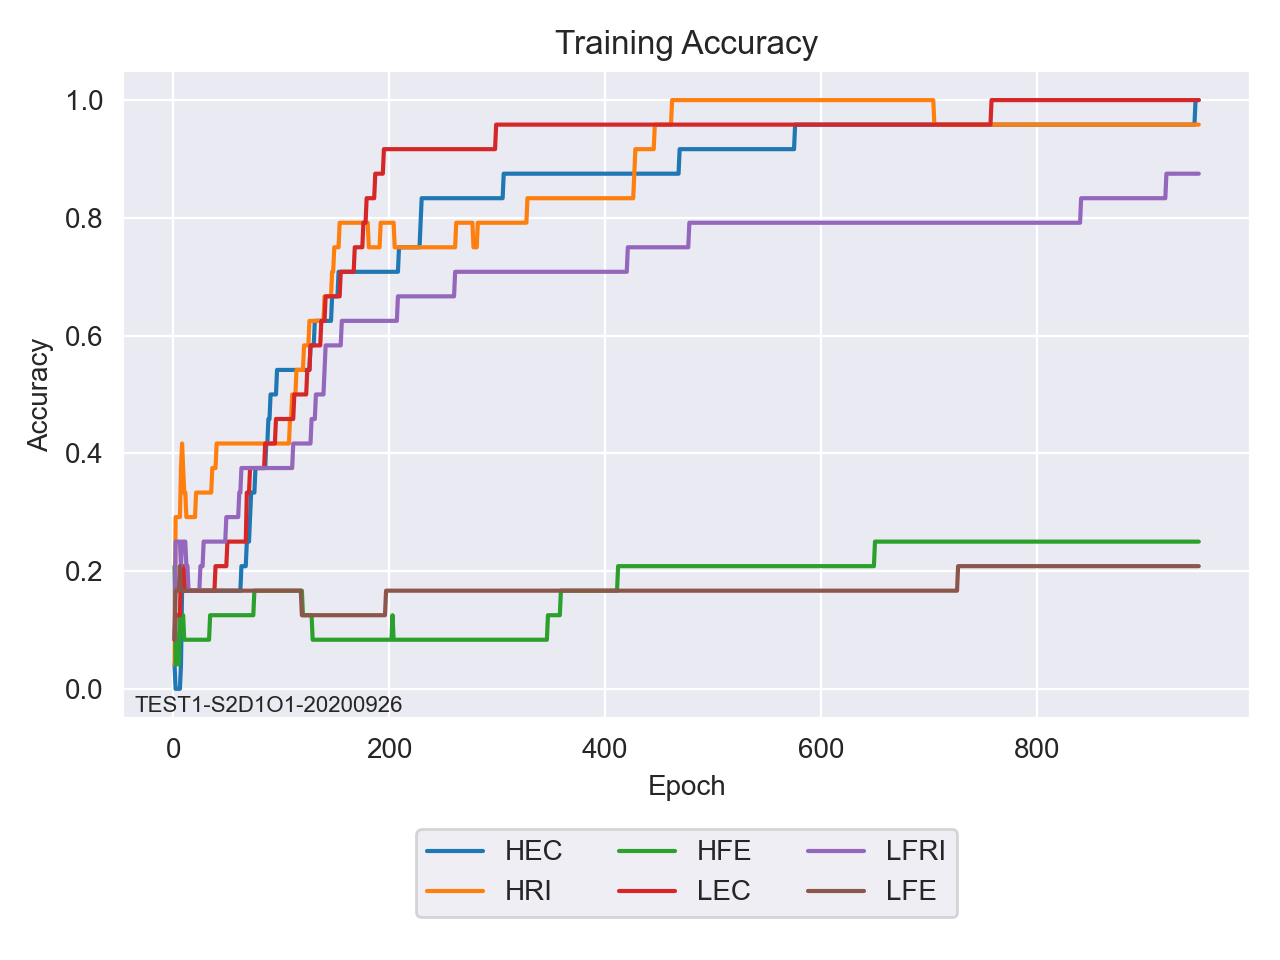 Training Accuracy
1.0
0.8
0.6
0.4
0.2
0.0
Accuracy
TEST1-S2D1O1-20200926
0 200 400 600 800
Epoch
HEC HFE LFRI
HRI LEC LFE